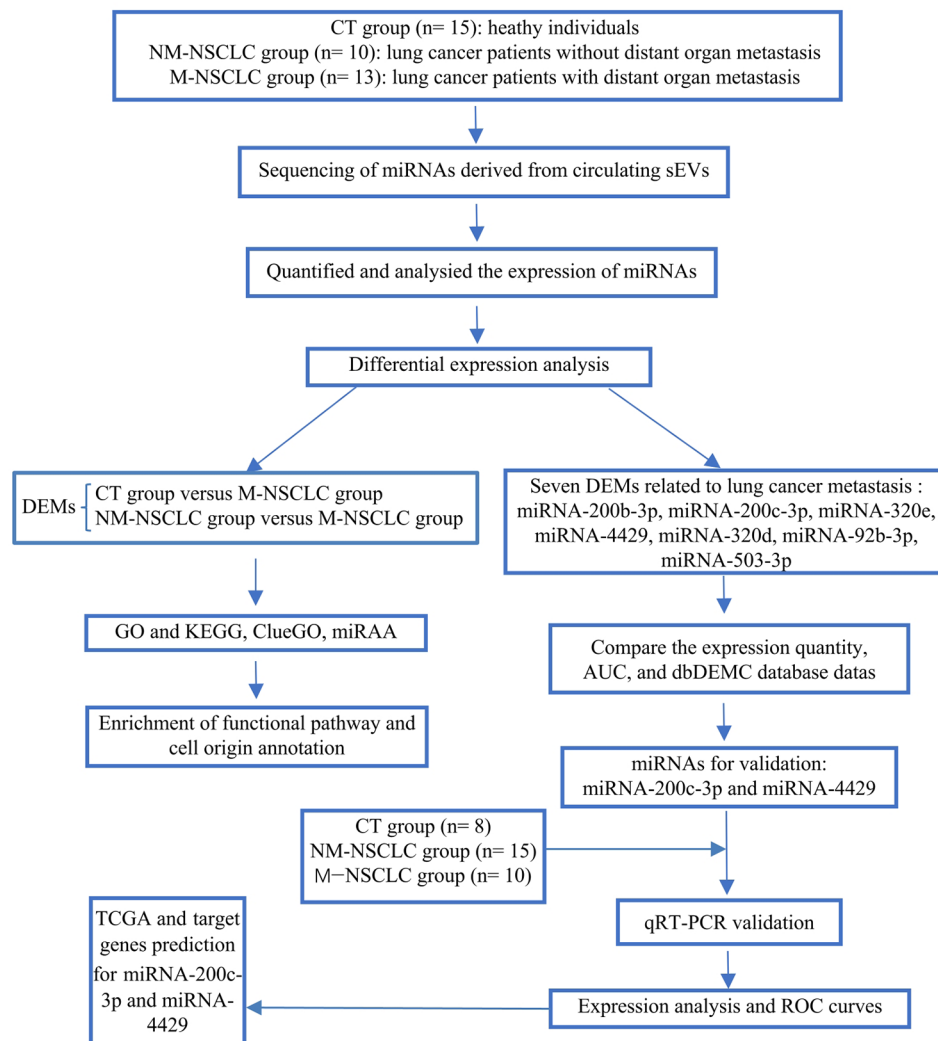 CT group (n= 15): heathy individuals
NM-NSCLC group (n= 10): lung cancer patients without distant organ metastasis
M-NSCLC group (n= 13): lung cancer patients with distant organ metastasis
Sequencing of miRNAs derived from circulating sEVs
Quantified and analysied the expression of miRNAs
Differential expression analysis
DEMs
CT group versus M-NSCLC group
NM-NSCLC group versus M-NSCLC group
Seven DEMs related to lung cancer metastasis :
miRNA-200b-3p, miRNA-200c-3p, miRNA-320e,
miRNA-4429, miRNA-320d, miRNA-92b-3p,
miRNA-503-3p
GO and KEGG, ClueGO, miRAA
Compare the expression quantity,
AUC, and dbDEMC database datas
Enrichment of functional pathway and
cell origin annotation
miRNAs for validation:
miRNA-200c-3p and miRNA-4429
CT group (n= 8)
NM-NSCLC group (n= 15)
M−NSCLC group (n= 10)
qRT-PCR validation
TCGA and target
genes prediction
for miRNA-200c-
3p and miRNA-
4429
Expression analysis and ROC curves